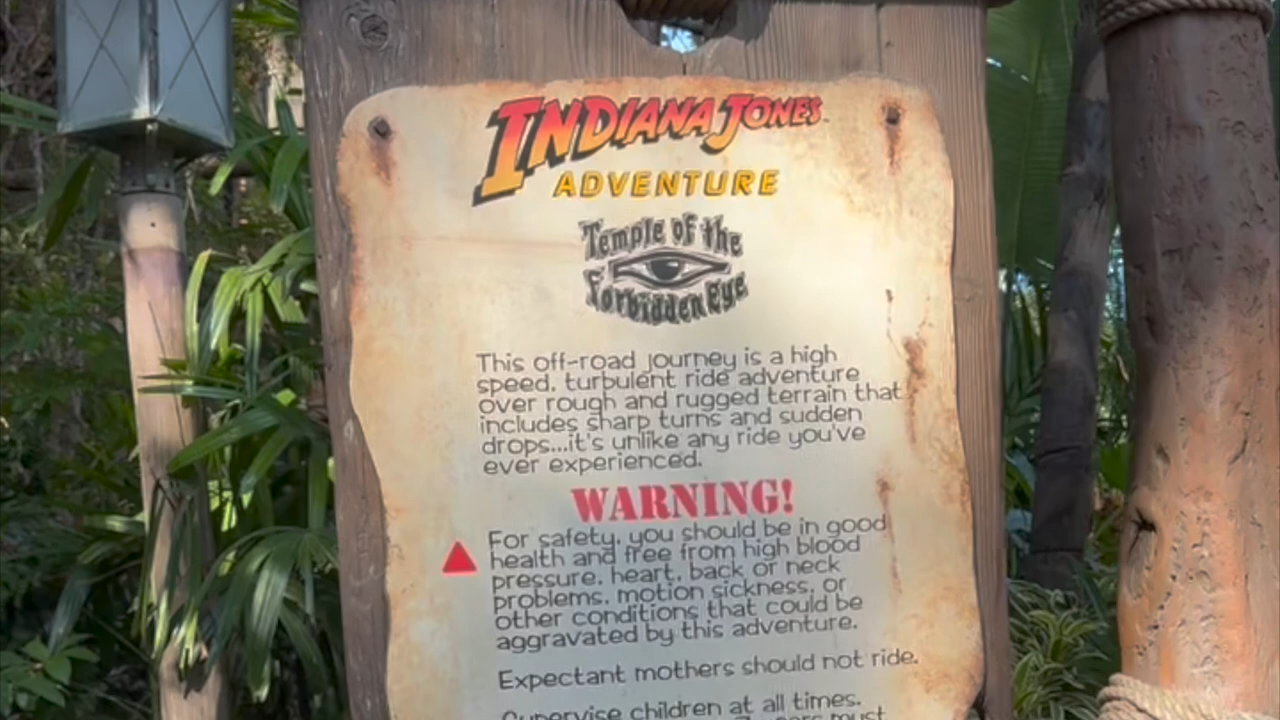 INDIANA JONES™
ADVENTURE
Temple of the
Forbidden Eye
This off-road journey is a high
speed, turbulent ride adventure
over rough and rugged terrain that
includes sharp turns and sudden
drops...it's unlike any ride you've
ever experienced.
WARNING!
For safety, you should be in good
health and free from high blood
pressure, heart, back or neck
problems, motion sickness, or
other conditions that could be
aggravated by this adventure.
Expectant mothers should not ride.
Supervise children at all times.
must